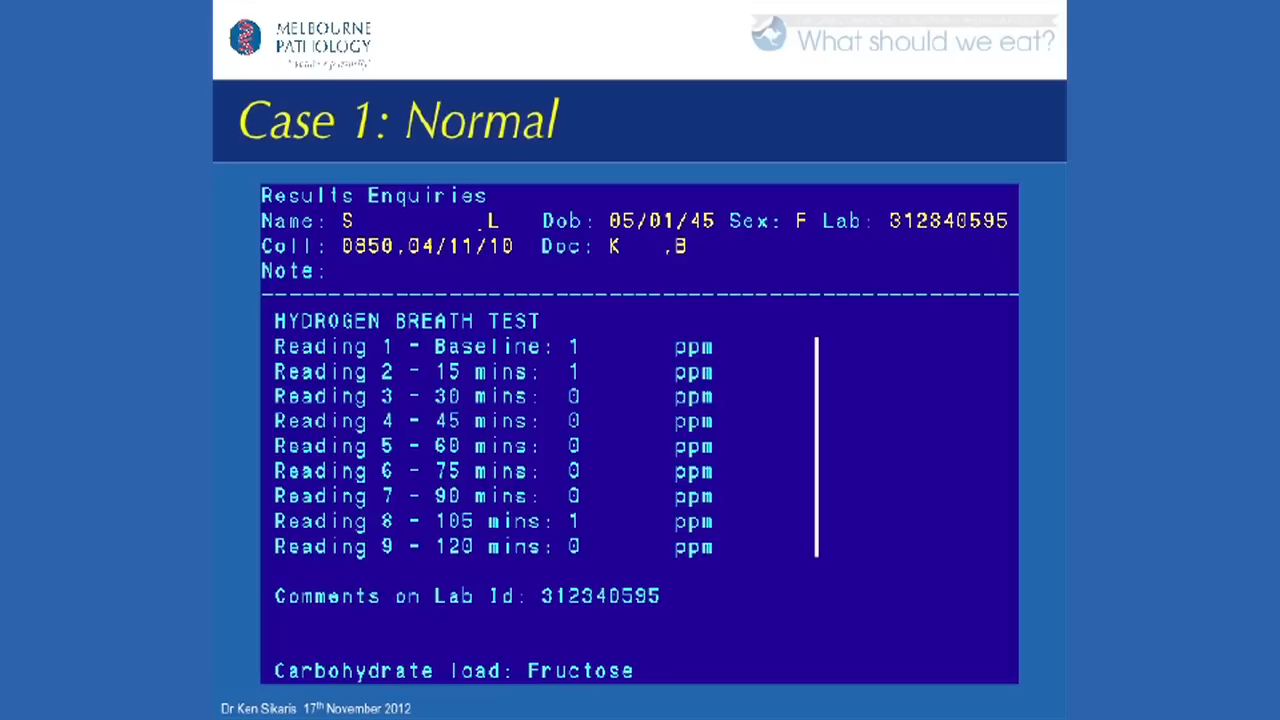 MELBOURNE
PATHOLOGY
What should we eat?
Case 1: Normal
Results Enquiries
Name: S ,L Dob: 05/01/45 Sex: F Lab: 312340595
Coll: 0850,04/11/10 Doc: K ,B
Note:
HYDROGEN BREATH TEST
Reading 1 - Baseline: 1 ppm
Reading 2 - 15 mins: 1 ppm
Reading 3 - 30 mins: 0 ppm
Reading 4 - 45 mins: 0 ppm
Reading 5 - 60 mins: 0 ppm
Reading 6 - 75 mins: 0 ppm
Reading 7 - 90 mins: 0 ppm
Reading 8 - 105 mins: 1 ppm
Reading 9 - 120 mins: 0 ppm
Comments on Lab Id: 312340595
Carbohydrate load: Fructose
Dr Ken Sikaris 17th November 2012